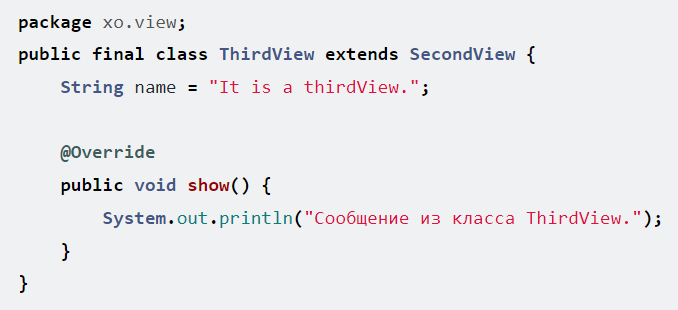 package xo.view;
public final class ThirdView extends SecondView {
    String name = "It is a thirdView.";
    @Override
    public void show() {
        System.out.println("Сообщение из класса ThirdView.");
    }
}